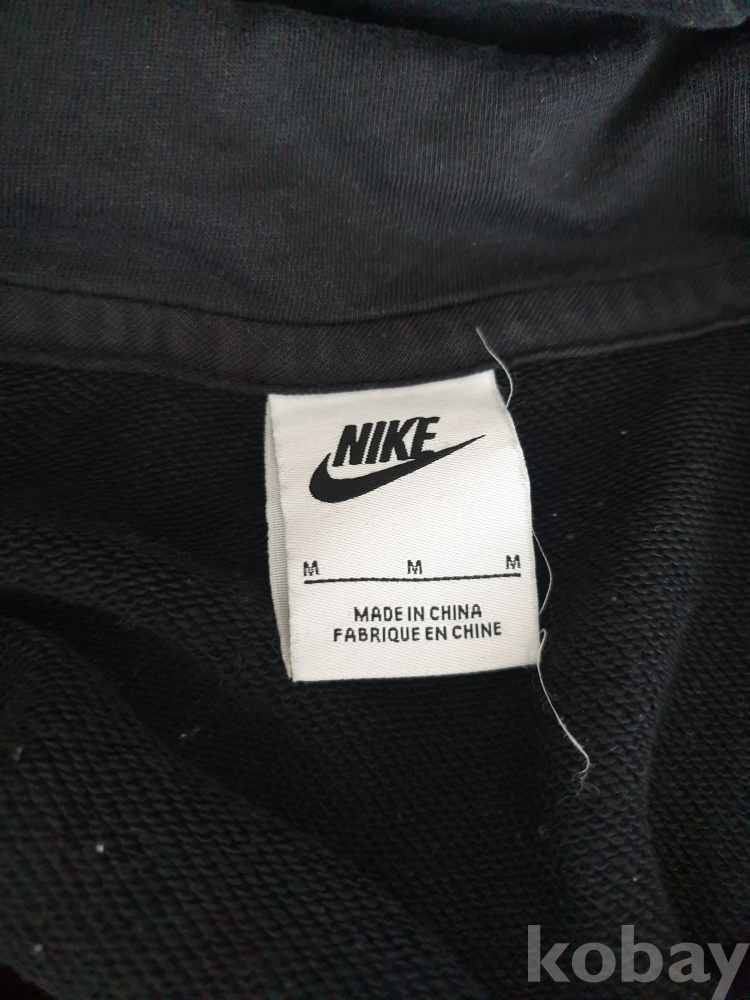 NIKE
M M M
MADE IN CHINA
FABRIQUE EN CHINE
kobay